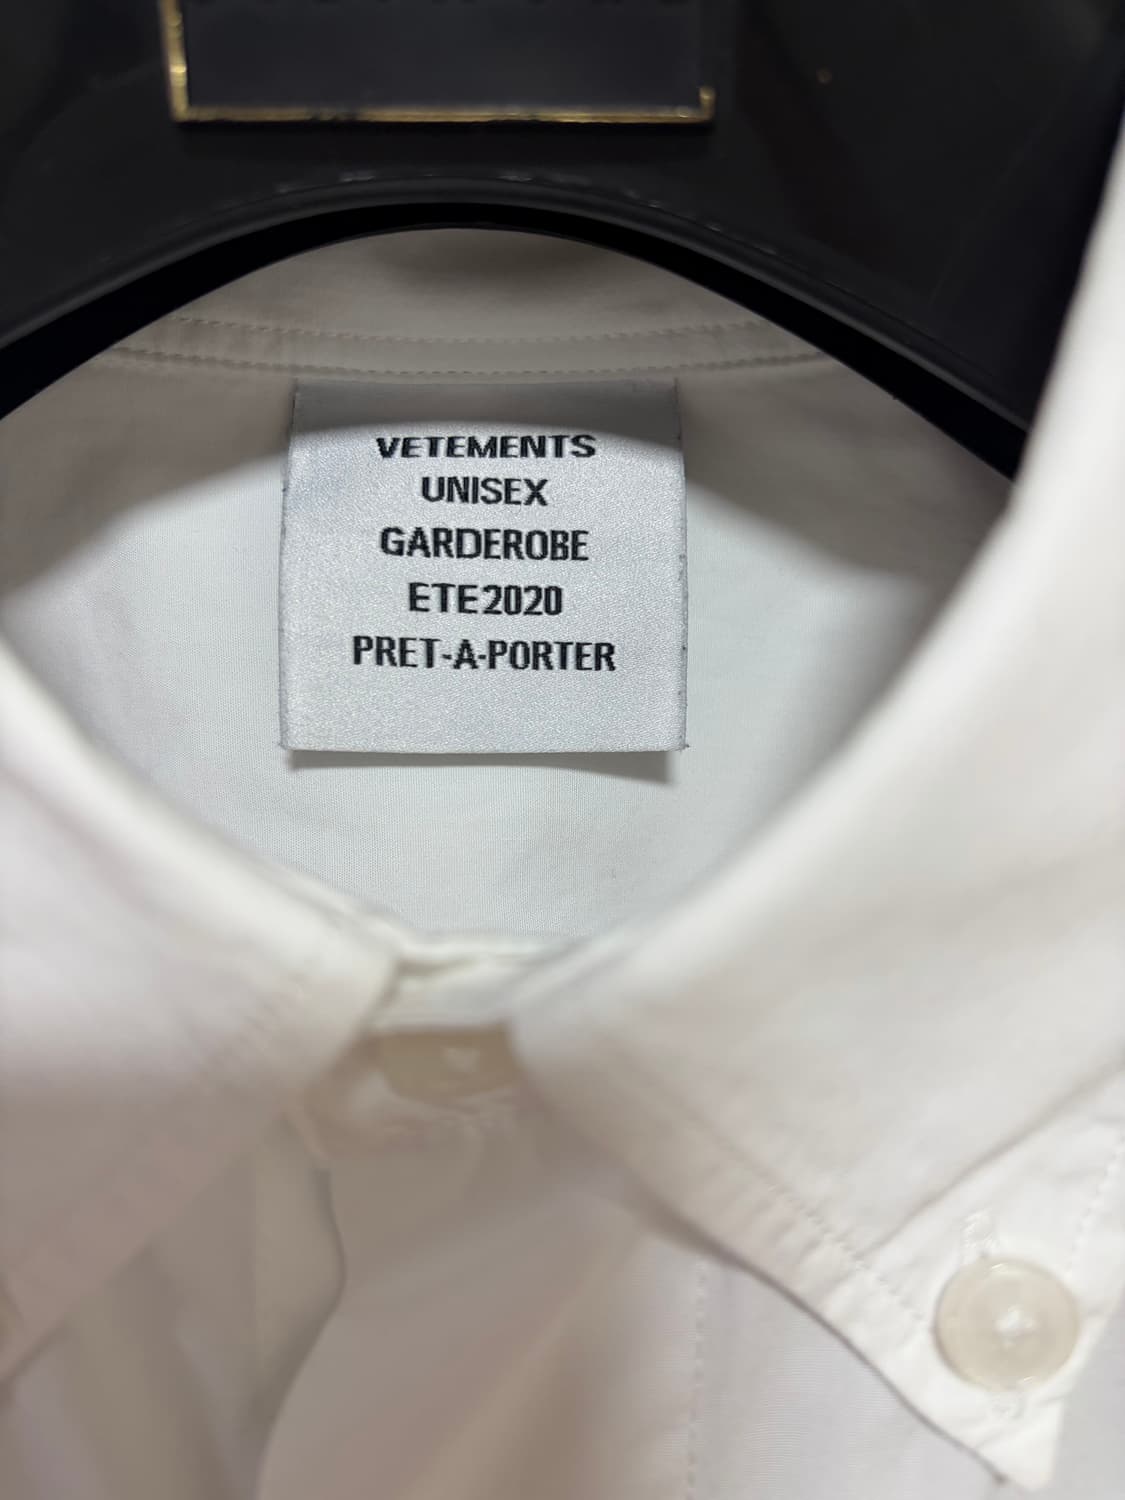 VETEMENTS
UNISEX
GARDEROBE
ETE2020
PRET-A-PORTER